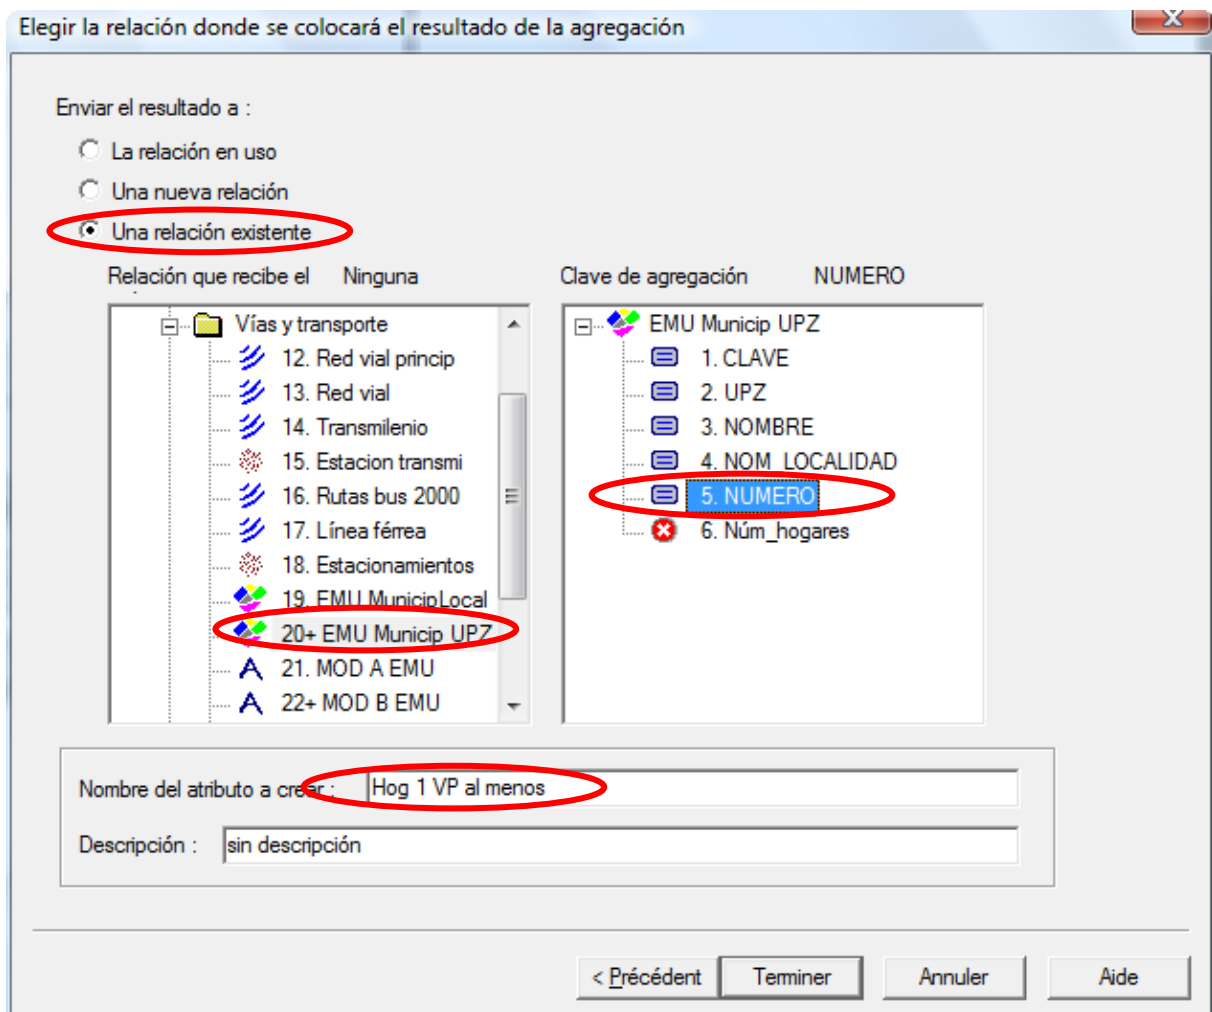 Elegir la relación donde se colocará el resultado de la agregación
Enviar el resultado a :
La relación en uso
Una nueva relación
Una relación existente
Relación que recibe el Ninguna
Clave de agregación NUMERO
Vías y transporte
12. Red vial princip
13. Red vial
14. Transmilenio
15. Estacion transmi
16. Rutas bus 2000
17. Línea férrea
18. Estacionamientos
19. EMU MunicipLocal
20+ EMU Municip UPZ
21. MOD A EMU
22+ MOD B EMU
EMU Municip UPZ
1. CLAVE
2. UPZ
3. NOMBRE
4. NOM_LOCALIDAD
5. NUMERO
6. Núm_hogares
Nombre del atributo a crear : Hog 1 VP al menos
Descripción : sin descripción
< Précédent Terminer Annuler Aide